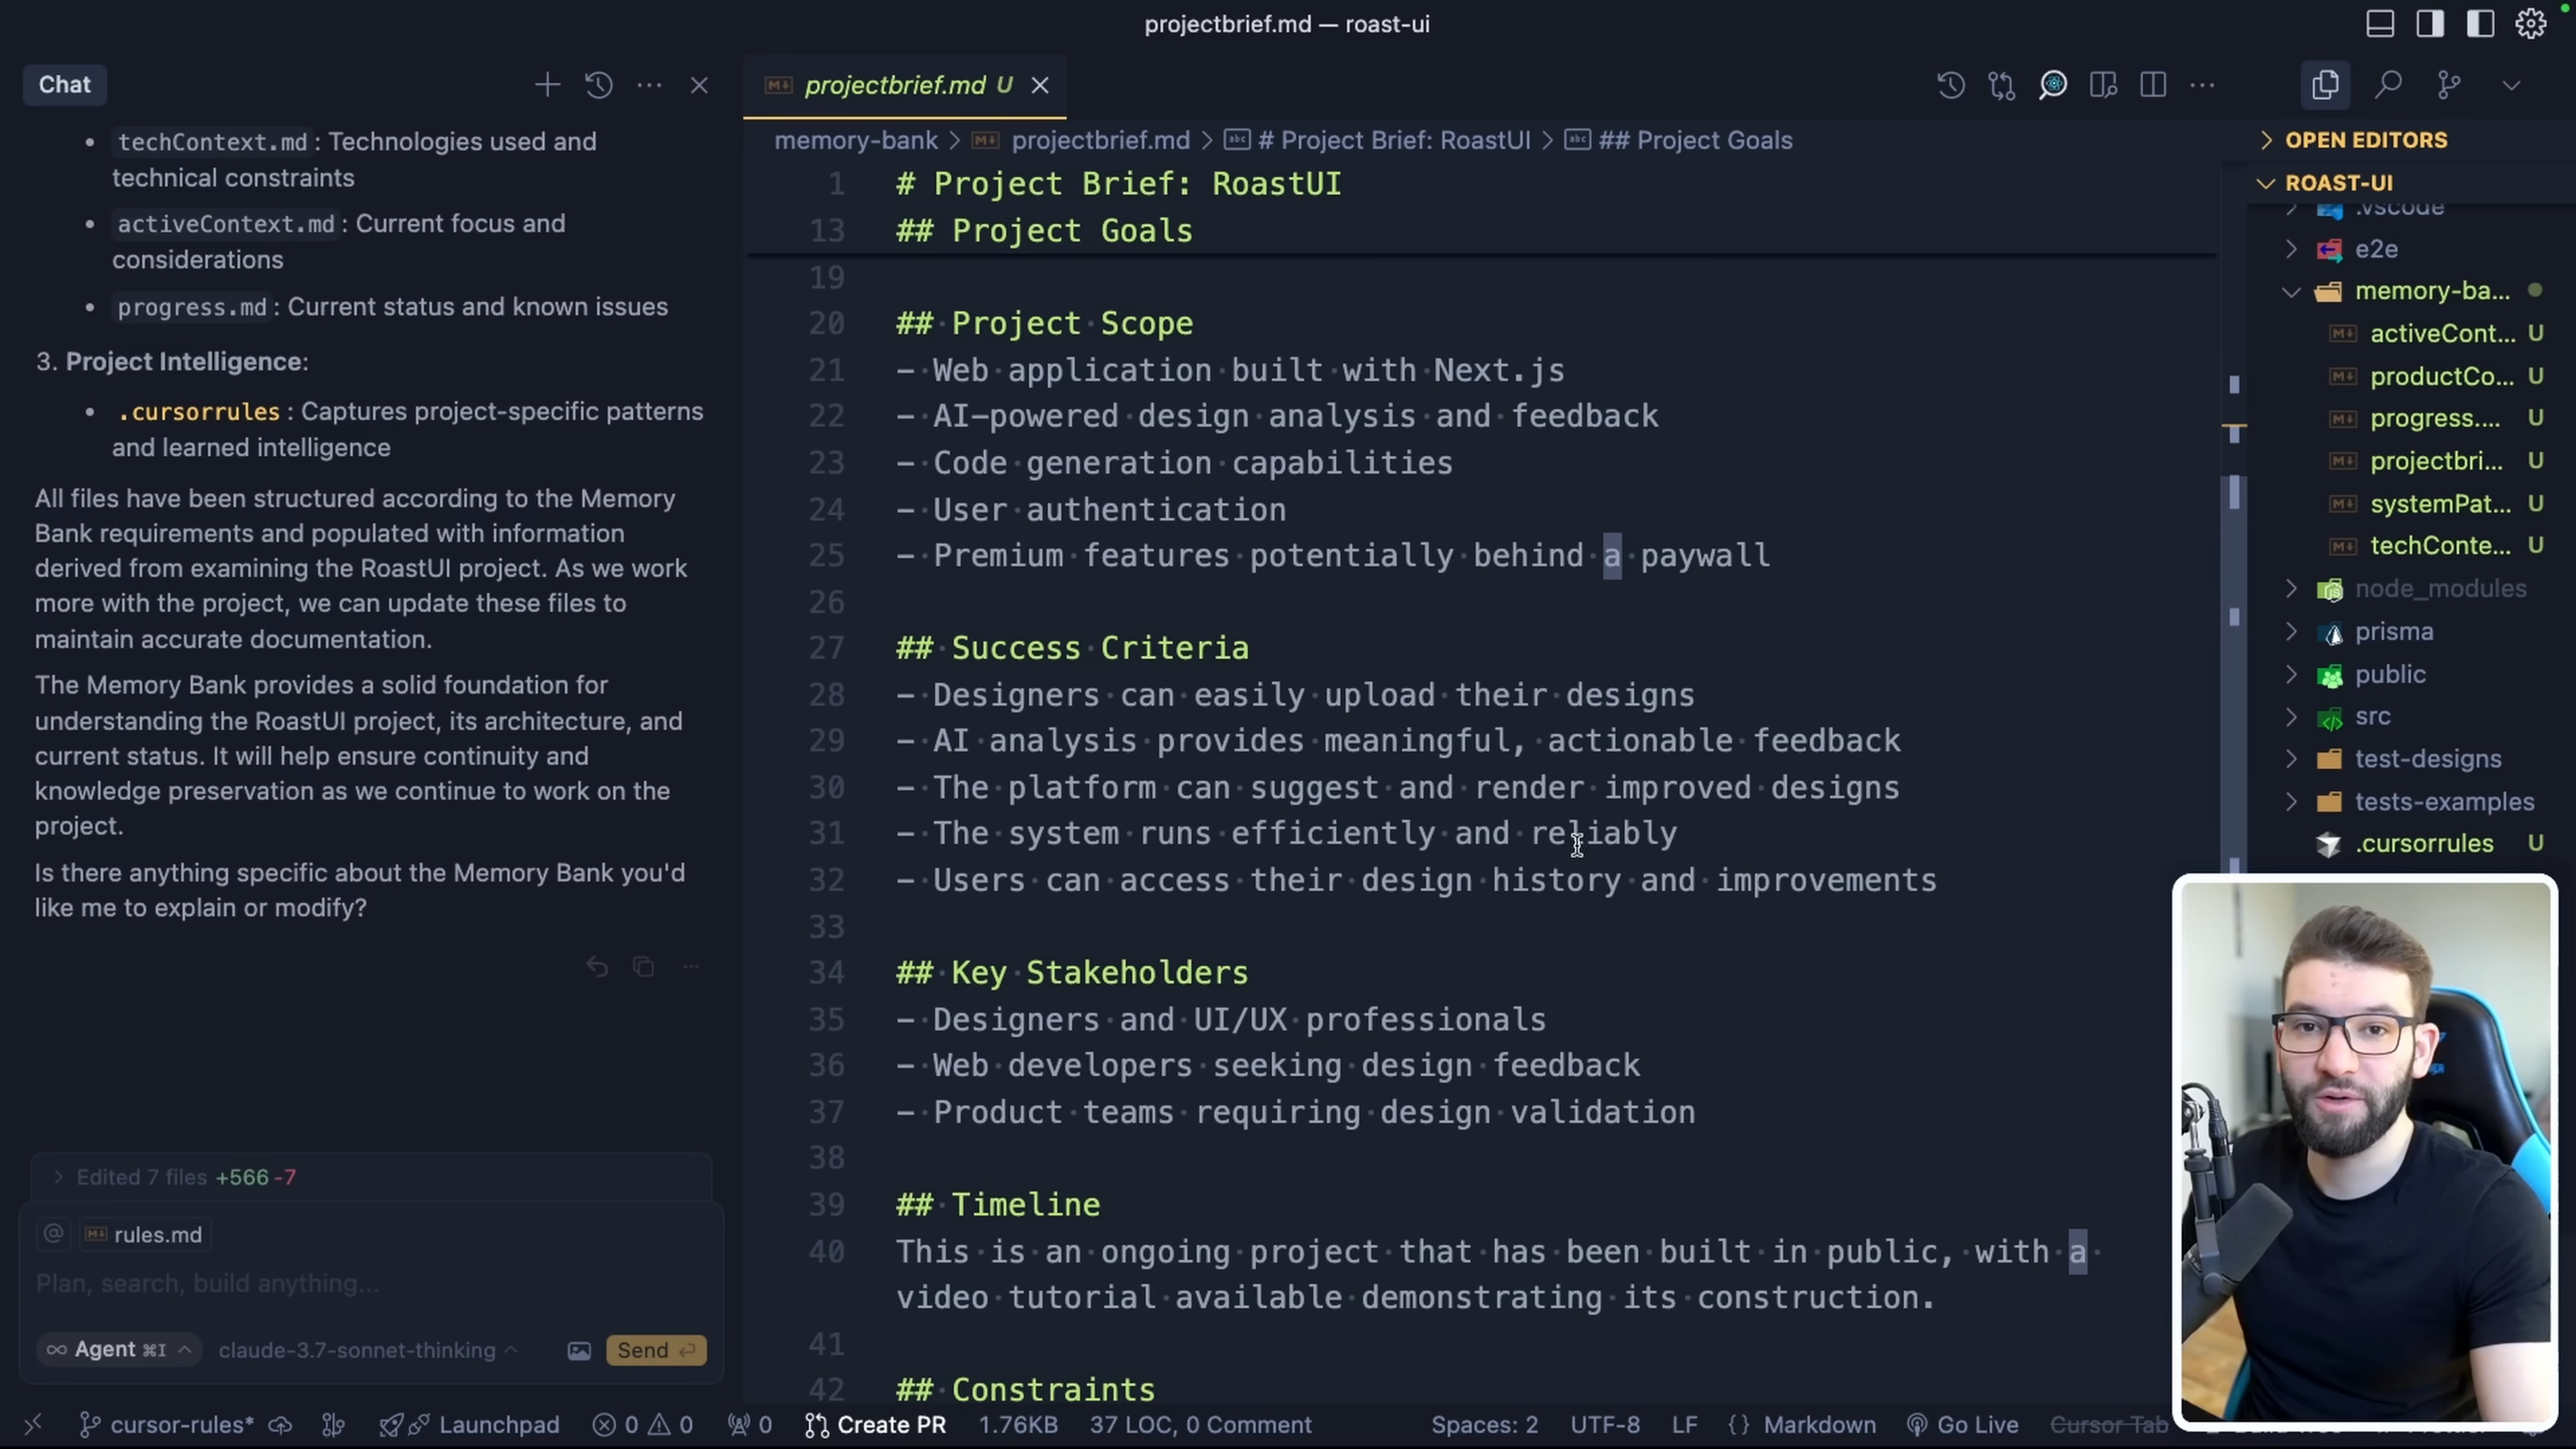 projectbrief.md — roast-ui
Chat
techContext.md: Technologies used and
technical constraints
activeContext.md: Current focus and
considerations
progress.md: Current status and known issues
3. Project Intelligence:
.cursorrules : Captures project-specific patterns
and learned intelligence
All files have been structured according to the Memory
Bank requirements and populated with information
derived from examining the RoastUI project. As we work
more with the project, we can update these files to
maintain accurate documentation.
The Memory Bank provides a solid foundation for
understanding the RoastUI project, its architecture, and
current status. It will help ensure continuity and
knowledge preservation as we continue to work on the
project.
Is there anything specific about the Memory Bank you'd
like me to explain or modify?
Edited 7 files +566 -7
@ rules.md
Plan, search, build anything...
∞ Agent ⌘I claude-3.7-sonnet-thinking Send
projectbrief.md U
memory-bank > projectbrief.md > # Project Brief: RoastUI > ## Project Goals
1 # Project Brief: RoastUI
13 ## Project Goals
19
20 ## Project Scope
21 - Web application built with Next.js
22 - AI-powered design analysis and feedback
23 - Code generation capabilities
24 - User authentication
25 - Premium features potentially behind a paywall
26
27 ## Success Criteria
28 - Designers can easily upload their designs
29 - AI analysis provides meaningful, actionable feedback
30 - The platform can suggest and render improved designs
31 - The system runs efficiently and reliably
32 - Users can access their design history and improvements
33
34 ## Key Stakeholders
35 - Designers and UI/UX professionals
36 - Web developers seeking design feedback
37 - Product teams requiring design validation
38
39 ## Timeline
40 This is an ongoing project that has been built in public, with a
video tutorial available demonstrating its construction.
41
42 ## Constraints
OPEN EDITORS
ROAST-UI
.vscode
e2e
memory-ba...
activeCont... U
productCo... U
progress.... U
projectbri... U
systemPat... U
techConte... U
node_modules
prisma
public
src
test-designs
tests-examples
.cursorrules U
cursor-rules* Launchpad 0 0 0 Create PR 1.76KB 37 LOC, 0 Comment Spaces: 2 UTF-8 LF {} Markdown Go Live Cursor Tab